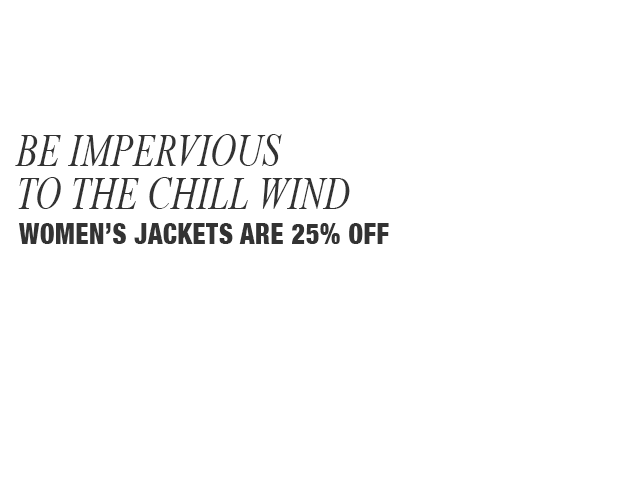 BE IMPERVIOUS
TO THE CHILL WIND
WOMEN’S JACKETS ARE 25% OFF